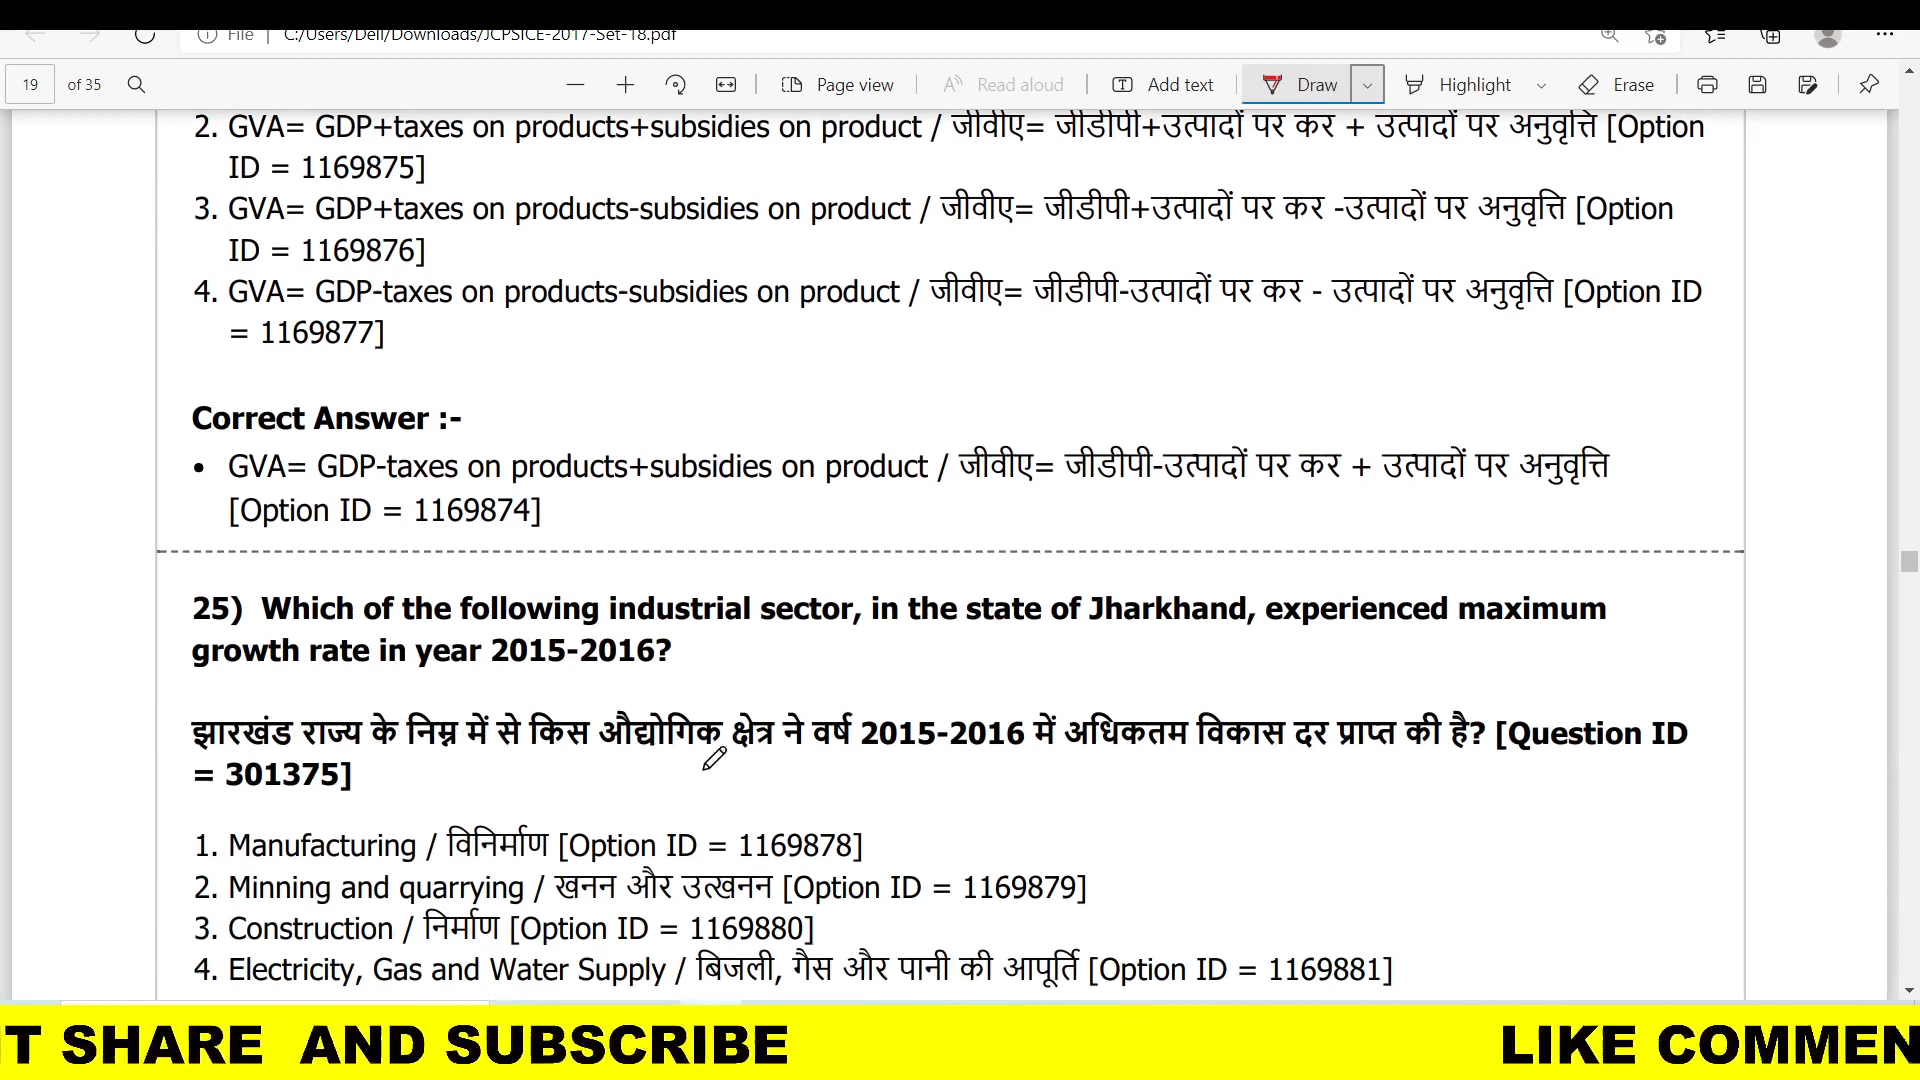 File | C:/Users/Dell/Downloads/JCPSICE-2017-Set-18.pdf
19 of 35 Page view Read aloud Add text Draw Highlight Erase
2. GVA= GDP+taxes on products+subsidies on product / जीवीए= जीडीपी+उत्पादों पर कर + उत्पादों पर अनुवृत्ति [Option
ID = 1169875]
3. GVA= GDP+taxes on products-subsidies on product / जीवीए= जीडीपी+उत्पादों पर कर -उत्पादों पर अनुवृत्ति [Option
ID = 1169876]
4. GVA= GDP-taxes on products-subsidies on product / जीवीए= जीडीपी-उत्पादों पर कर - उत्पादों पर अनुवृत्ति [Option ID
= 1169877]
Correct Answer :-
• GVA= GDP-taxes on products+subsidies on product / जीवीए= जीडीपी-उत्पादों पर कर + उत्पादों पर अनुवृत्ति
[Option ID = 1169874]
25) Which of the following industrial sector, in the state of Jharkhand, experienced maximum
growth rate in year 2015-2016?
झारखंड राज्य के निम्न में से किस औद्योगिक क्षेत्र ने वर्ष 2015-2016 में अधिकतम विकास दर प्राप्त की है? [Question ID
= 301375]
1. Manufacturing / विनिर्माण [Option ID = 1169878]
2. Minning and quarrying / खनन और उत्खनन [Option ID = 1169879]
3. Construction / निर्माण [Option ID = 1169880]
4. Electricity, Gas and Water Supply / बिजली, गैस और पानी की आपूर्ति [Option ID = 1169881]
T SHARE AND SUBSCRIBE LIKE COMMEN